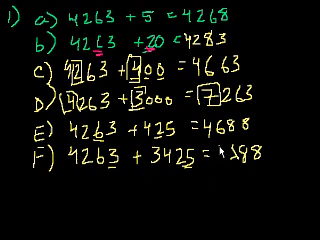 1) a) 4263 + 5 = 4268
b) 4263 + 20 = 4283
C) 4263 + 400 = 4663
D) 4263 + 3000 = 7263
E) 4263 + 425 = 4688
F) 4263 + 3425 =